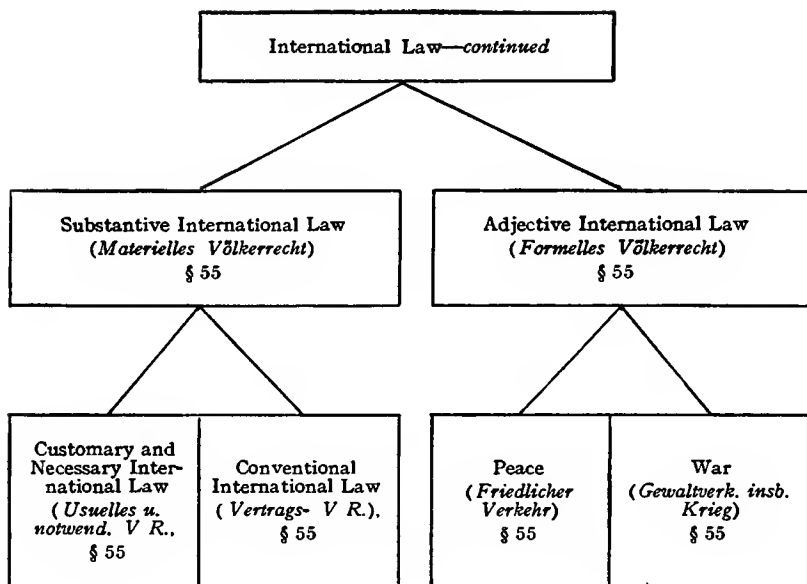 International Law—continued
Substantive International Law
(Materielles Völkerrecht)
§ 55
Adjective International Law
(Formelles Völkerrecht)
§ 55
Customary and
Necessary Inter-
national Law
(Usuelles u.
notwend. V R.,
§ 55
Conventional
International Law
(Vertrags- V R.),
§ 55
Peace
(Friedlicher
Verkehr)
§ 55
War
(Gewaltverk. insb.
Krieg)
§ 55